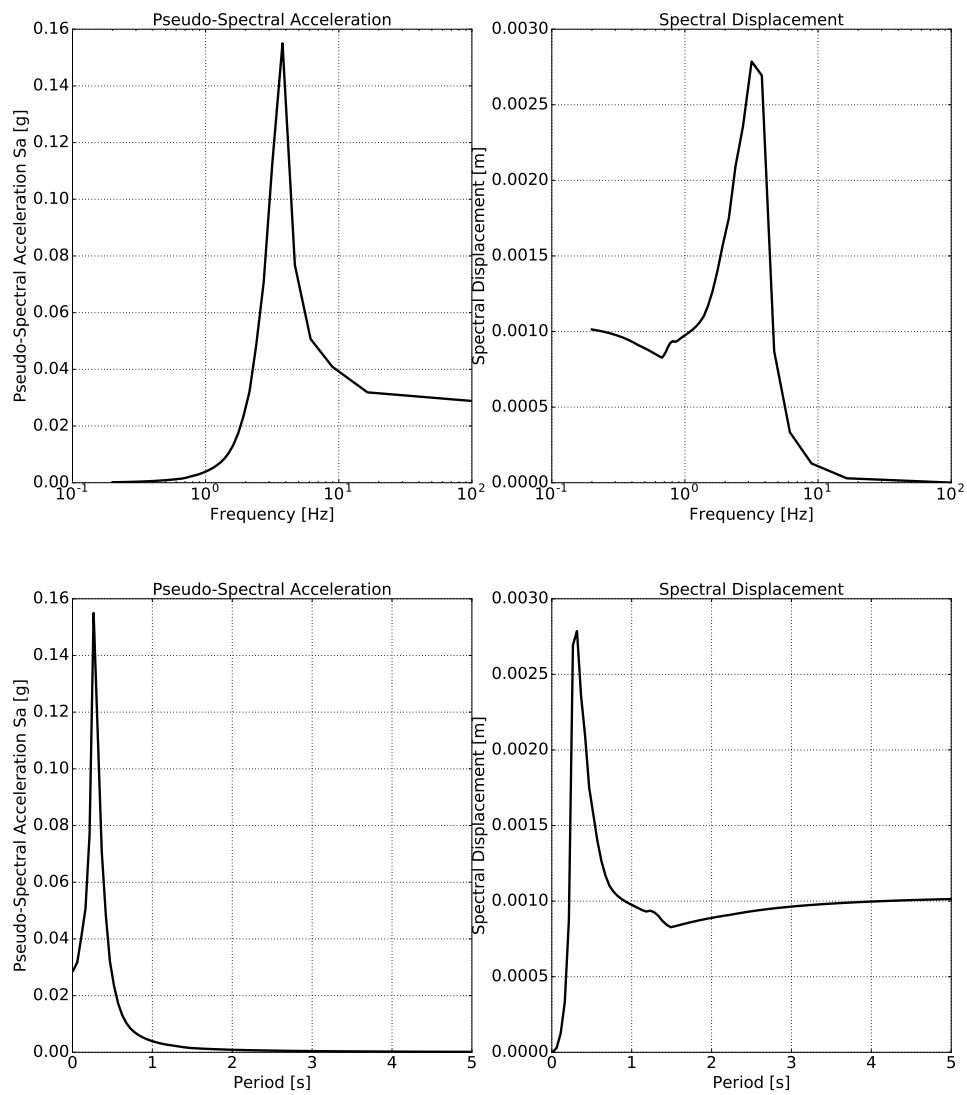 Pseudo-Spectral Acceleration
0.16
0.14
0.12
0.10
0.08
0.06
0.04
0.02
0.00
Pseudo-Spectral Acceleration Sa [g]
10^-1 10^0 10^1 10^2
Frequency [Hz]
Spectral Displacement
0.0030
0.0025
0.0020
0.0015
0.0010
0.0005
0.0000
Spectral Displacement [m]
10^-1 10^0 10^1 10^2
Frequency [Hz]
Pseudo-Spectral Acceleration
0.16
0.14
0.12
0.10
0.08
0.06
0.04
0.02
0.00
Pseudo-Spectral Acceleration Sa [g]
0 1 2 3 4 5
Period [s]
Spectral Displacement
0.0030
0.0025
0.0020
0.0015
0.0010
0.0005
0.0000
Spectral Displacement [m]
0 1 2 3 4 5
Period [s]